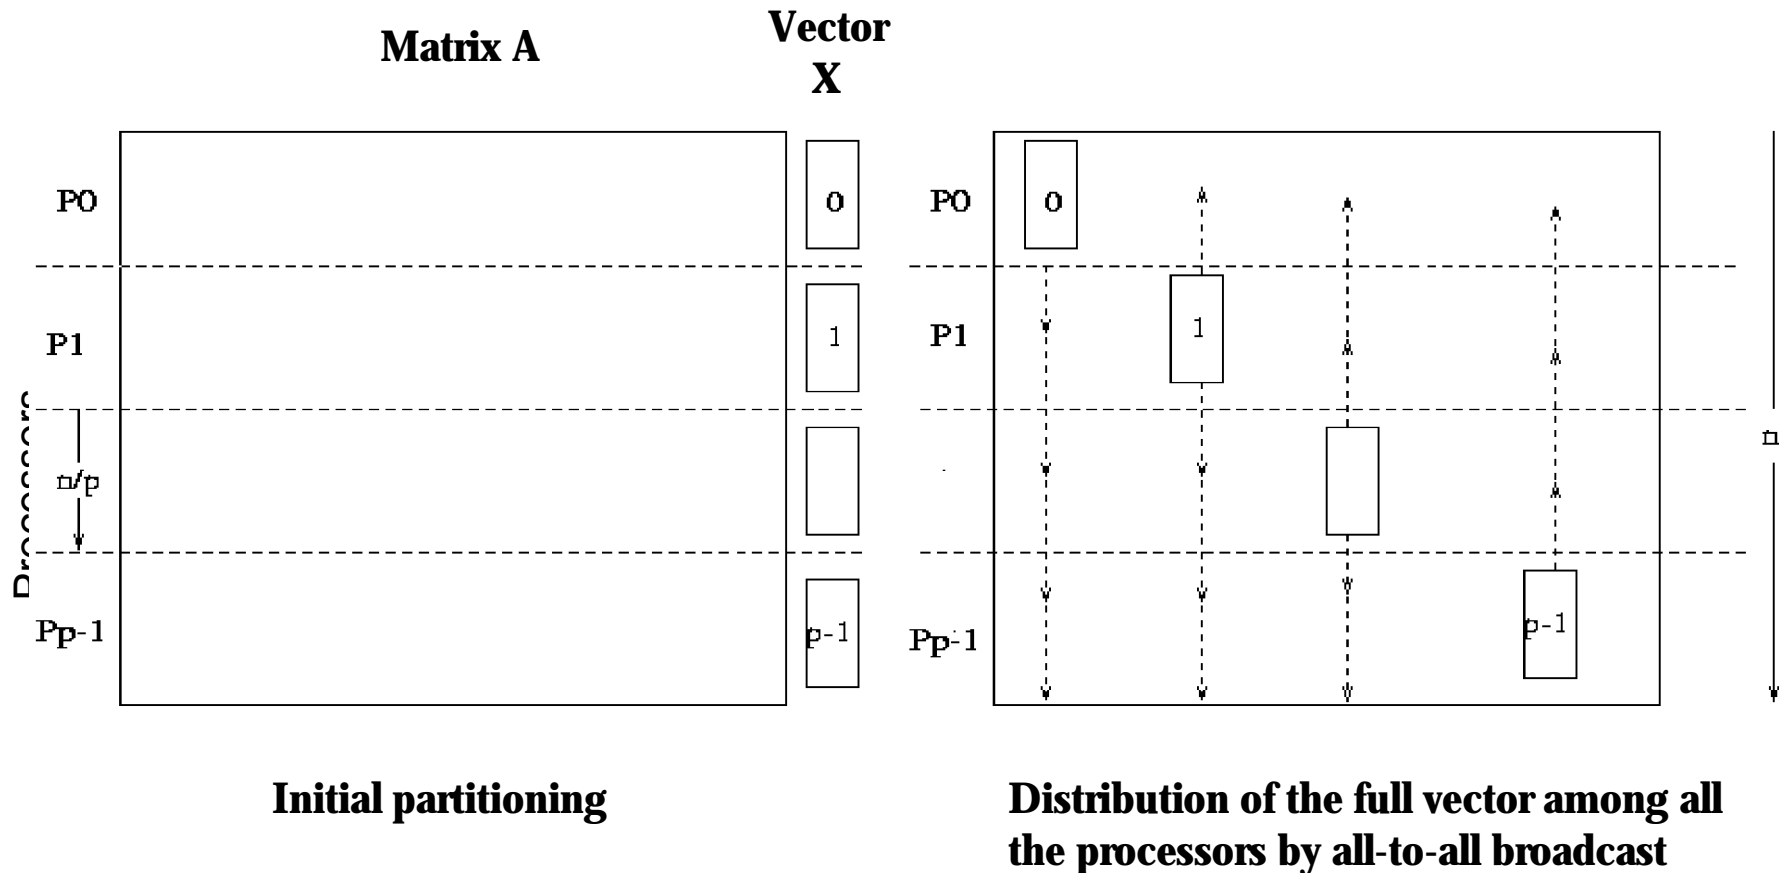 Matrix A
Vector
X
P0
0
P1
1
n/p
Pp-1
p-1
Processors
Initial partitioning
P0
0
P1
1
n
Pp-1
p-1
Distribution of the full vector among all
the processors by all-to-all broadcast